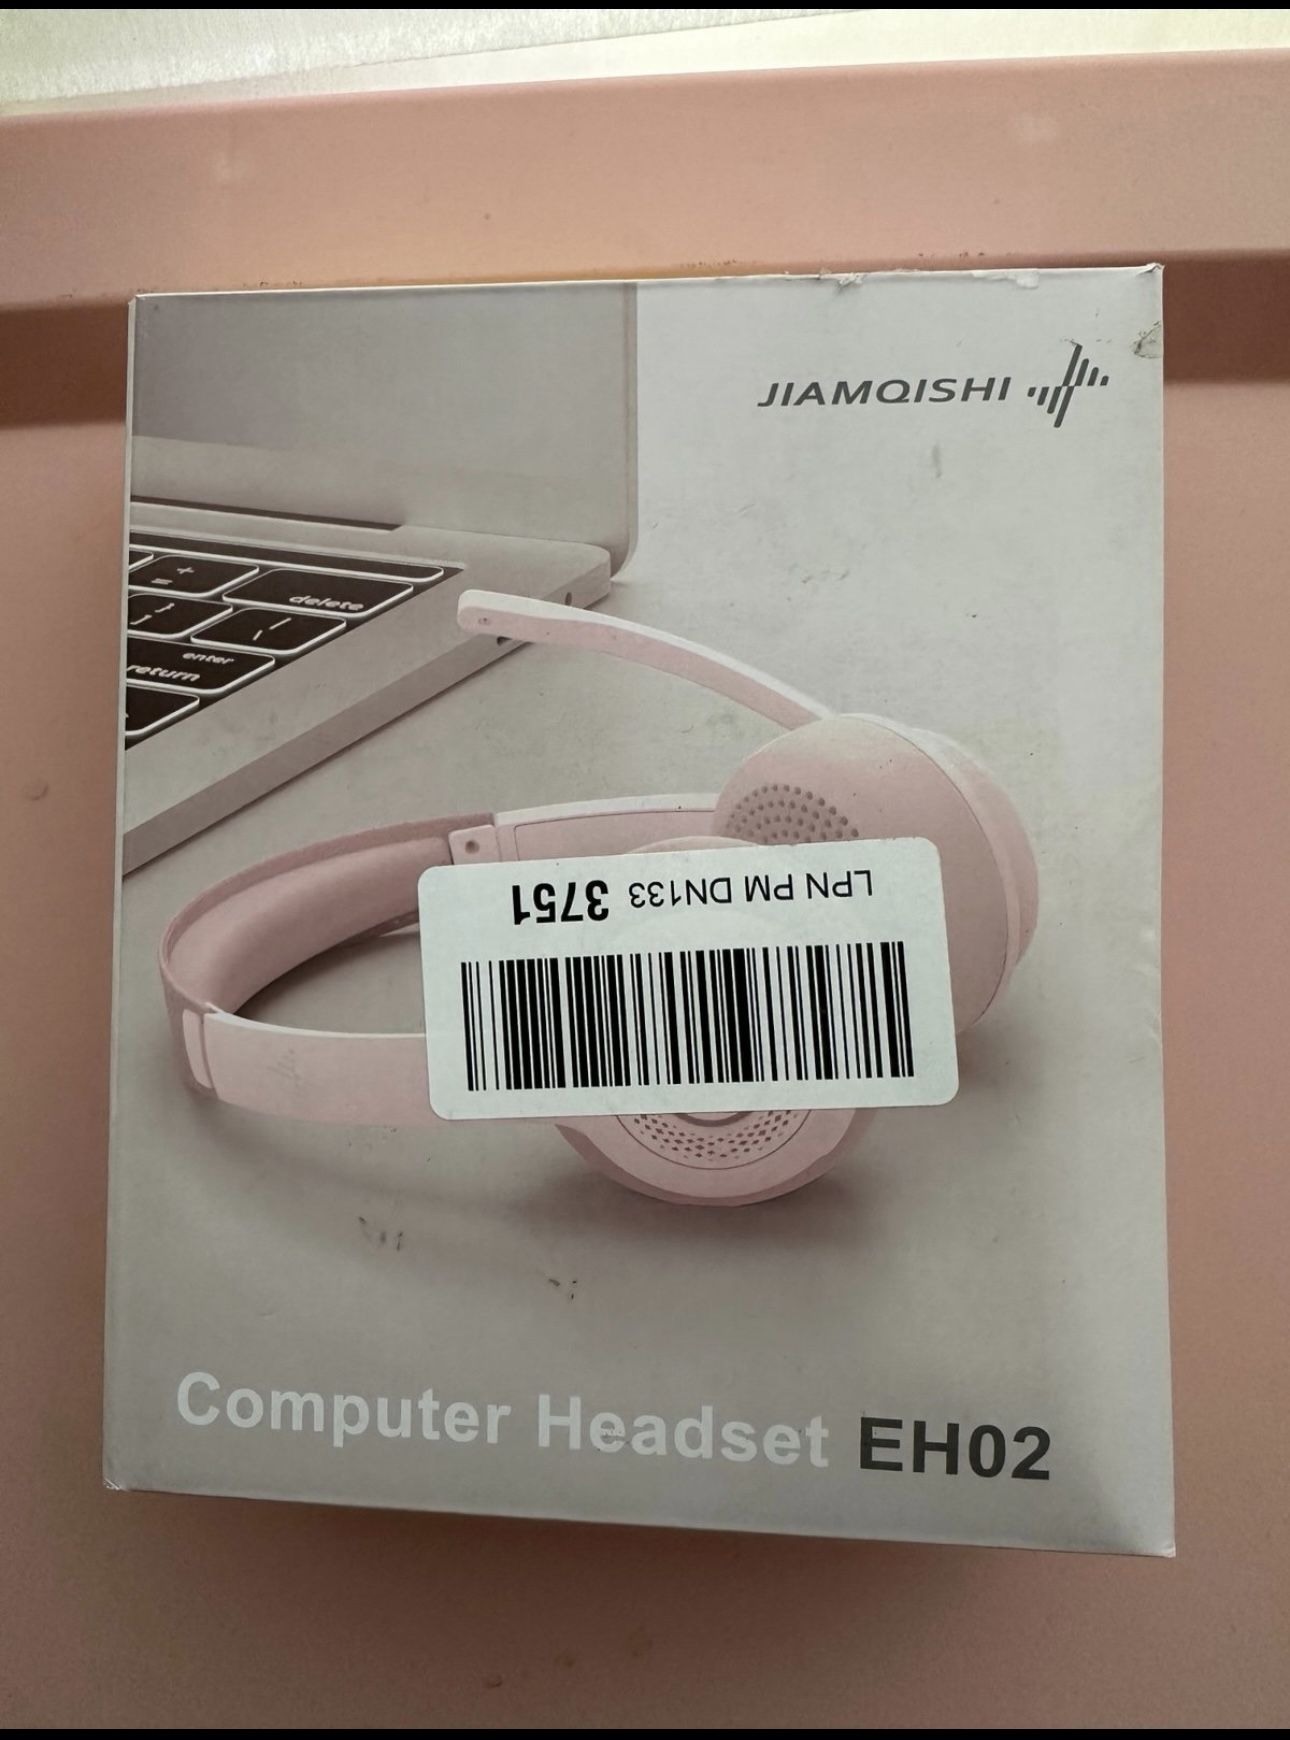 JIAMQISHI
+
=
delete
}
]
|
\
enter
return
LPN PM DN133 3751
Computer Headset EH02